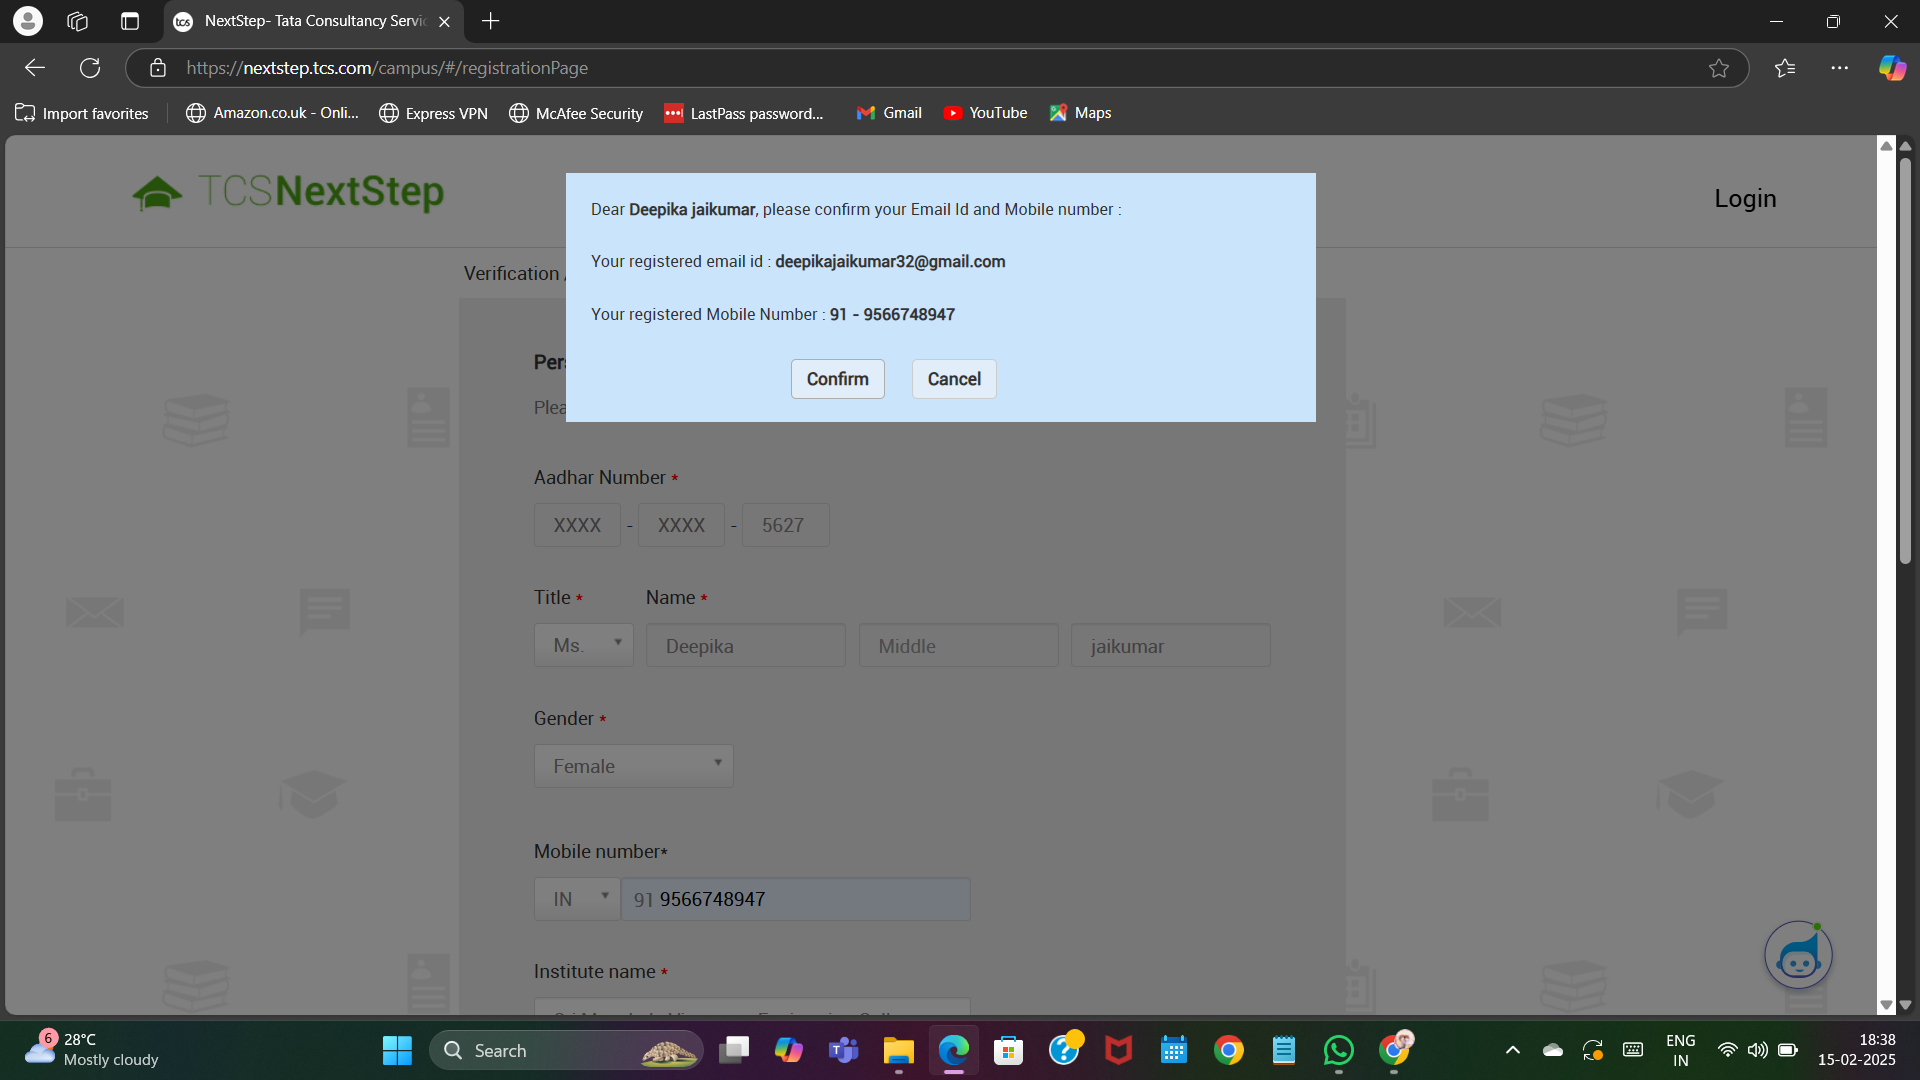 tcs NextStep- Tata Consultancy Servi
https://nextstep.tcs.com/campus/#/registrationPage
Import favorites Amazon.co.uk - Onli... Express VPN McAfee Security LastPass password... Gmail YouTube Maps
TCSNextStep
Login
Dear Deepika jaikumar, please confirm your Email Id and Mobile number :
Your registered email id : deepikajaikumar32@gmail.com
Your registered Mobile Number : 91 - 9566748947
Confirm Cancel
Verification
Pers
Plea
Aadhar Number *
XXXX - XXXX - 5627
Title * Name *
Ms. Deepika Middle jaikumar
Gender *
Female
Mobile number*
IN 91 9566748947
Institute name *
6 28°C
Mostly cloudy
Search
ENG
IN
18:38
15-02-2025